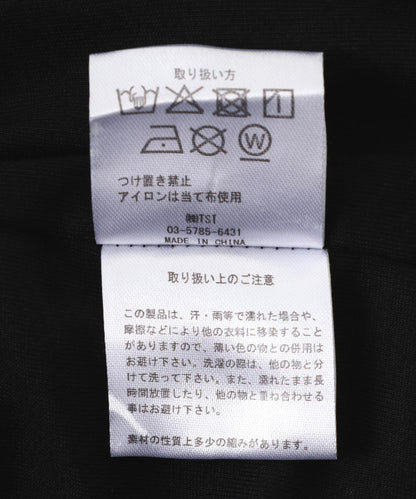 取り扱い方
W
つけ置き禁止
アイロンは当て布使用
㈱TSI
03-5785-6431
MADE IN CHINA
取り扱い上のご注意
この製品は、汗・雨等で濡れた場合や、
摩擦などにより他の衣料に移染すること
がありますので、薄い色の物との併用は
お避け下さい。洗濯の際は、他の物と分
けて洗って下さい。また、濡れたまま長
時間放置したり、他の物と重ね合わせる
事はお避け下さい。
素材の性質上多少の縮みがあります。